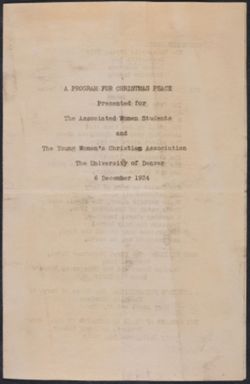 A PROGRAM FOR CHRISTMAS PEACE
Presented for
The Associated Women Students
and
The Young Women's Christian Association
The University of Denver
6 December 1934